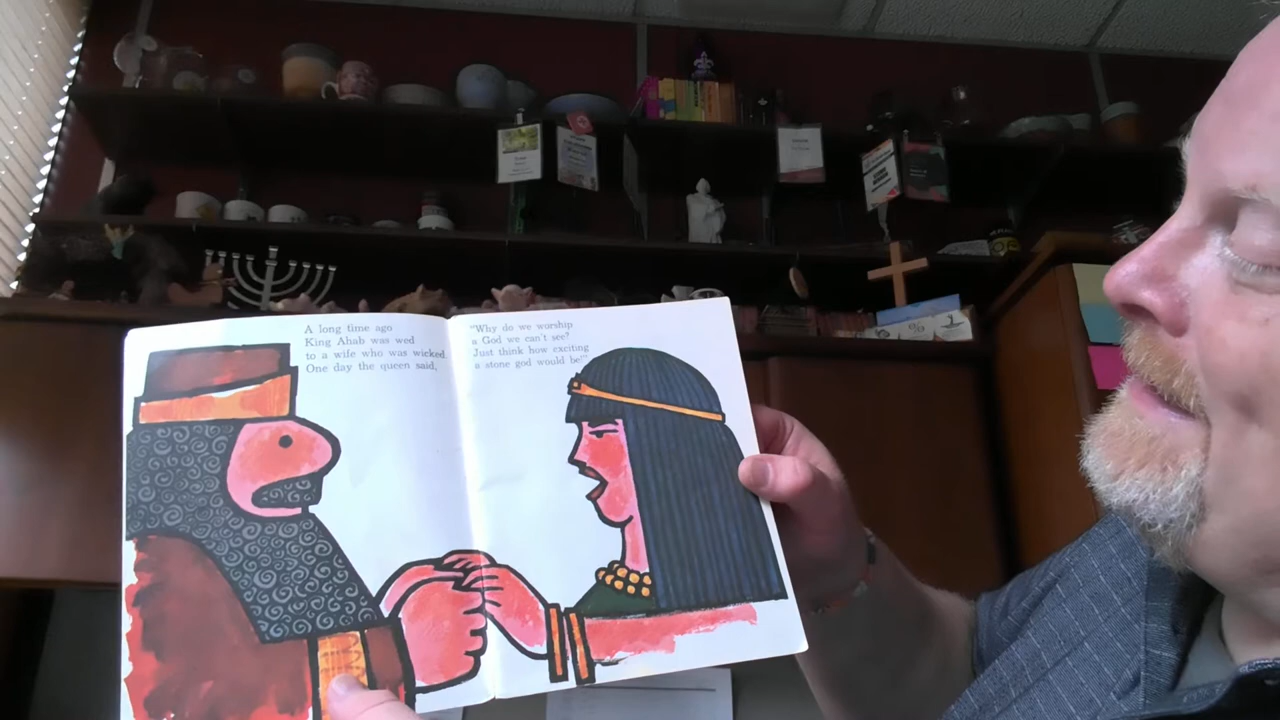 A long time ago
King Ahab was wed
to a wife who was wicked.
One day the queen said,
"Why do we worship
a God we can't see?
Just think how exciting
a stone god would be!"